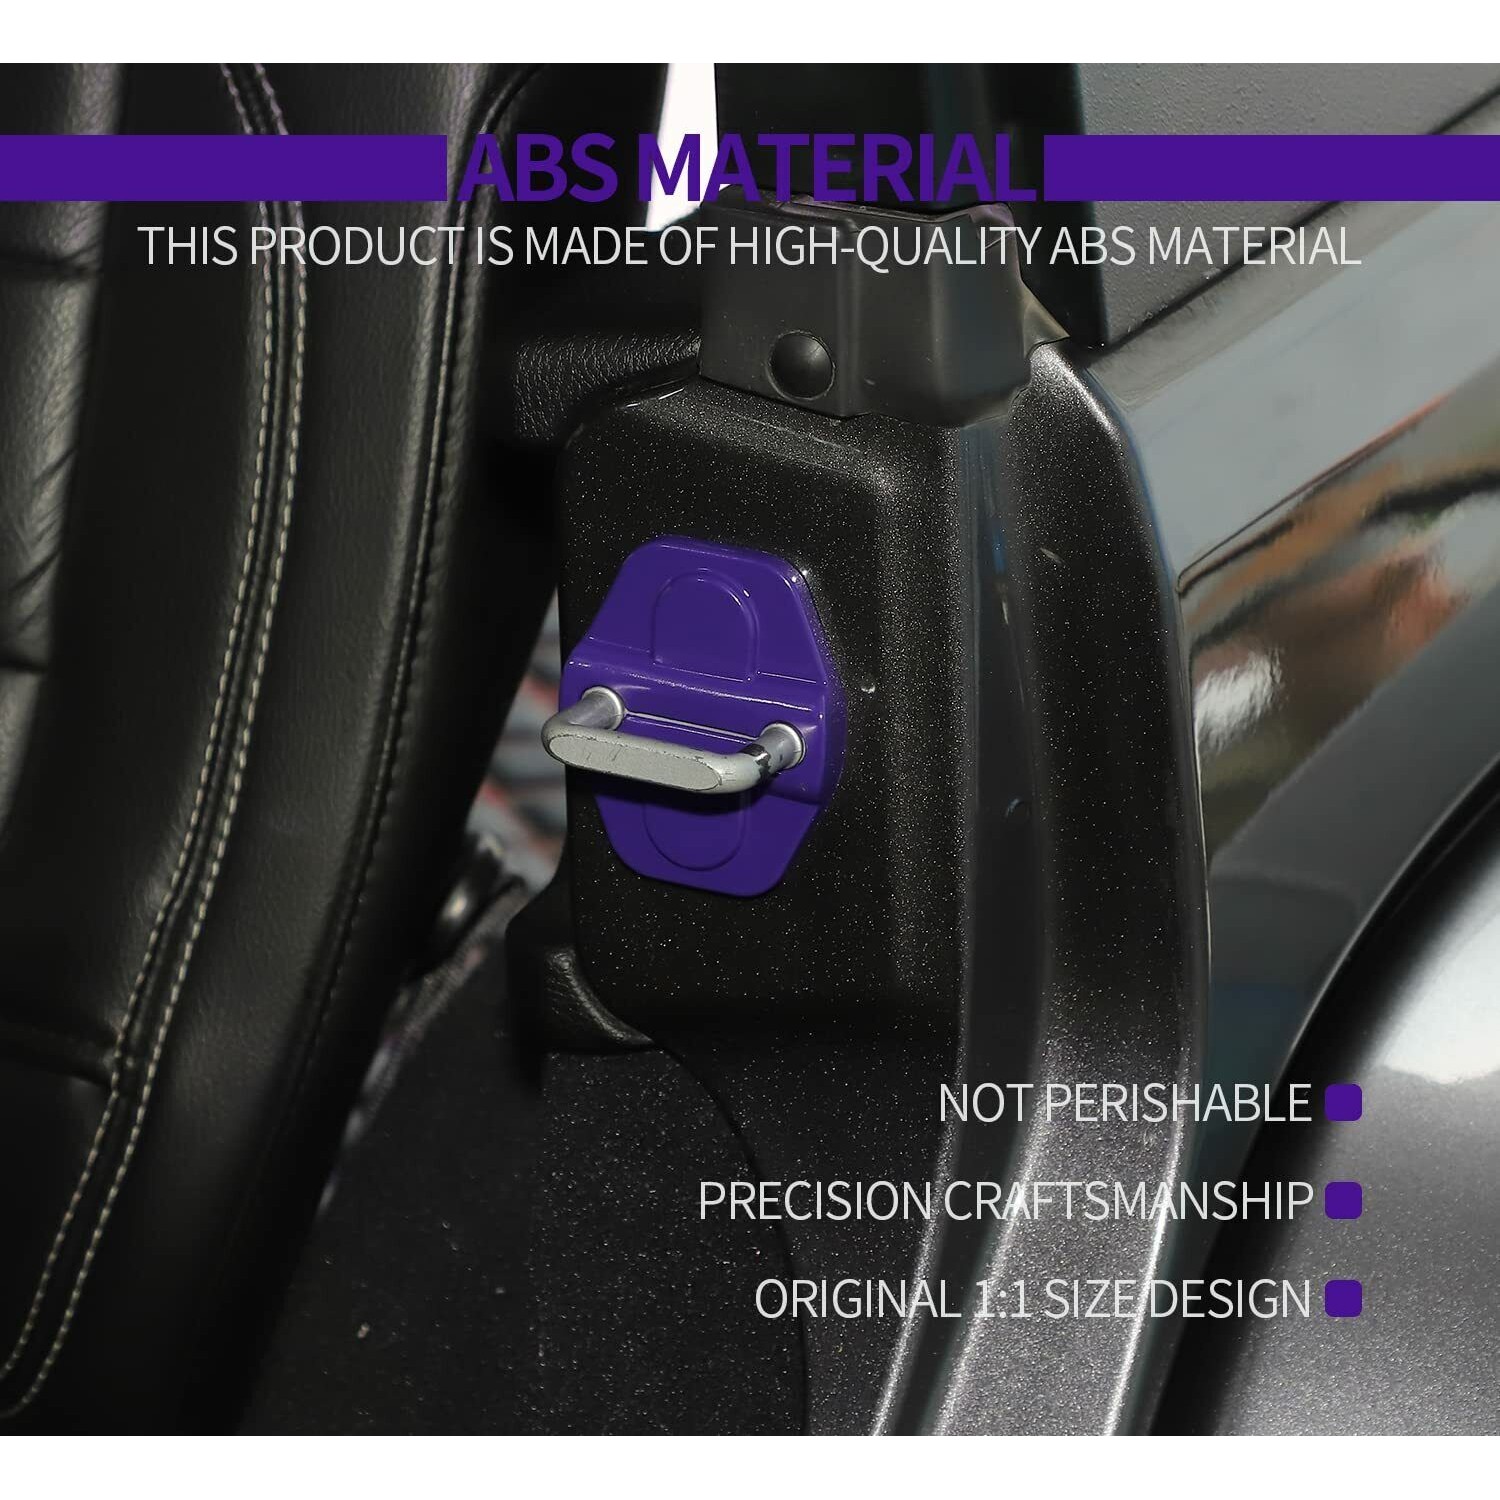 ABS MATERIAL
THIS PRODUCT IS MADE OF HIGH-QUALITY ABS MATERIAL
NOT PERISHABLE
PRECISION CRAFTSMANSHIP
ORIGINAL 1:1 SIZE DESIGN